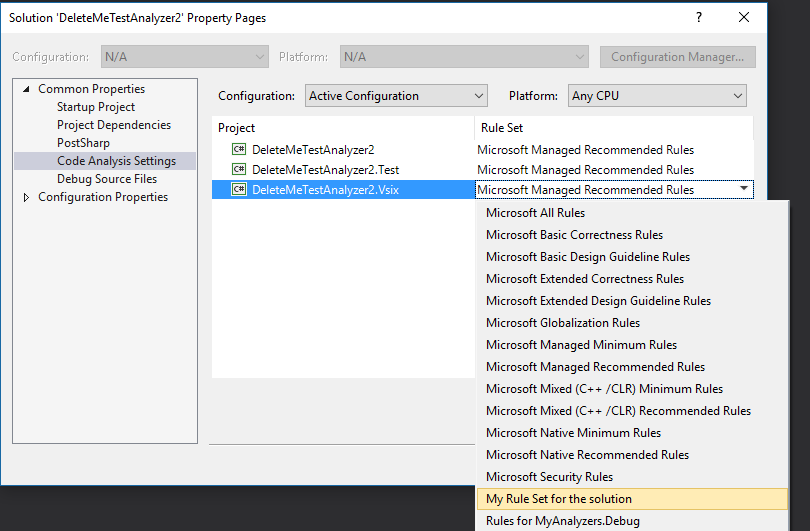 Solution 'DeleteMeTestAnalyzer2' Property Pages ?
Configuration: N/A Platform: N/A Configuration Manager...
Common Properties
Startup Project
Project Dependencies
PostSharp
Code Analysis Settings
Debug Source Files
Configuration Properties
Configuration: Active Configuration Platform: Any CPU
Project Rule Set
C# DeleteMeTestAnalyzer2 Microsoft Managed Recommended Rules
C# DeleteMeTestAnalyzer2.Test Microsoft Managed Recommended Rules
C# DeleteMeTestAnalyzer2.Vsix Microsoft Managed Recommended Rules
Microsoft All Rules
Microsoft Basic Correctness Rules
Microsoft Basic Design Guideline Rules
Microsoft Extended Correctness Rules
Microsoft Extended Design Guideline Rules
Microsoft Globalization Rules
Microsoft Managed Minimum Rules
Microsoft Managed Recommended Rules
Microsoft Mixed (C++ /CLR) Minimum Rules
Microsoft Mixed (C++ /CLR) Recommended Rules
Microsoft Native Minimum Rules
Microsoft Native Recommended Rules
Microsoft Security Rules
My Rule Set for the solution
Rules for MyAnalyzers.Debug